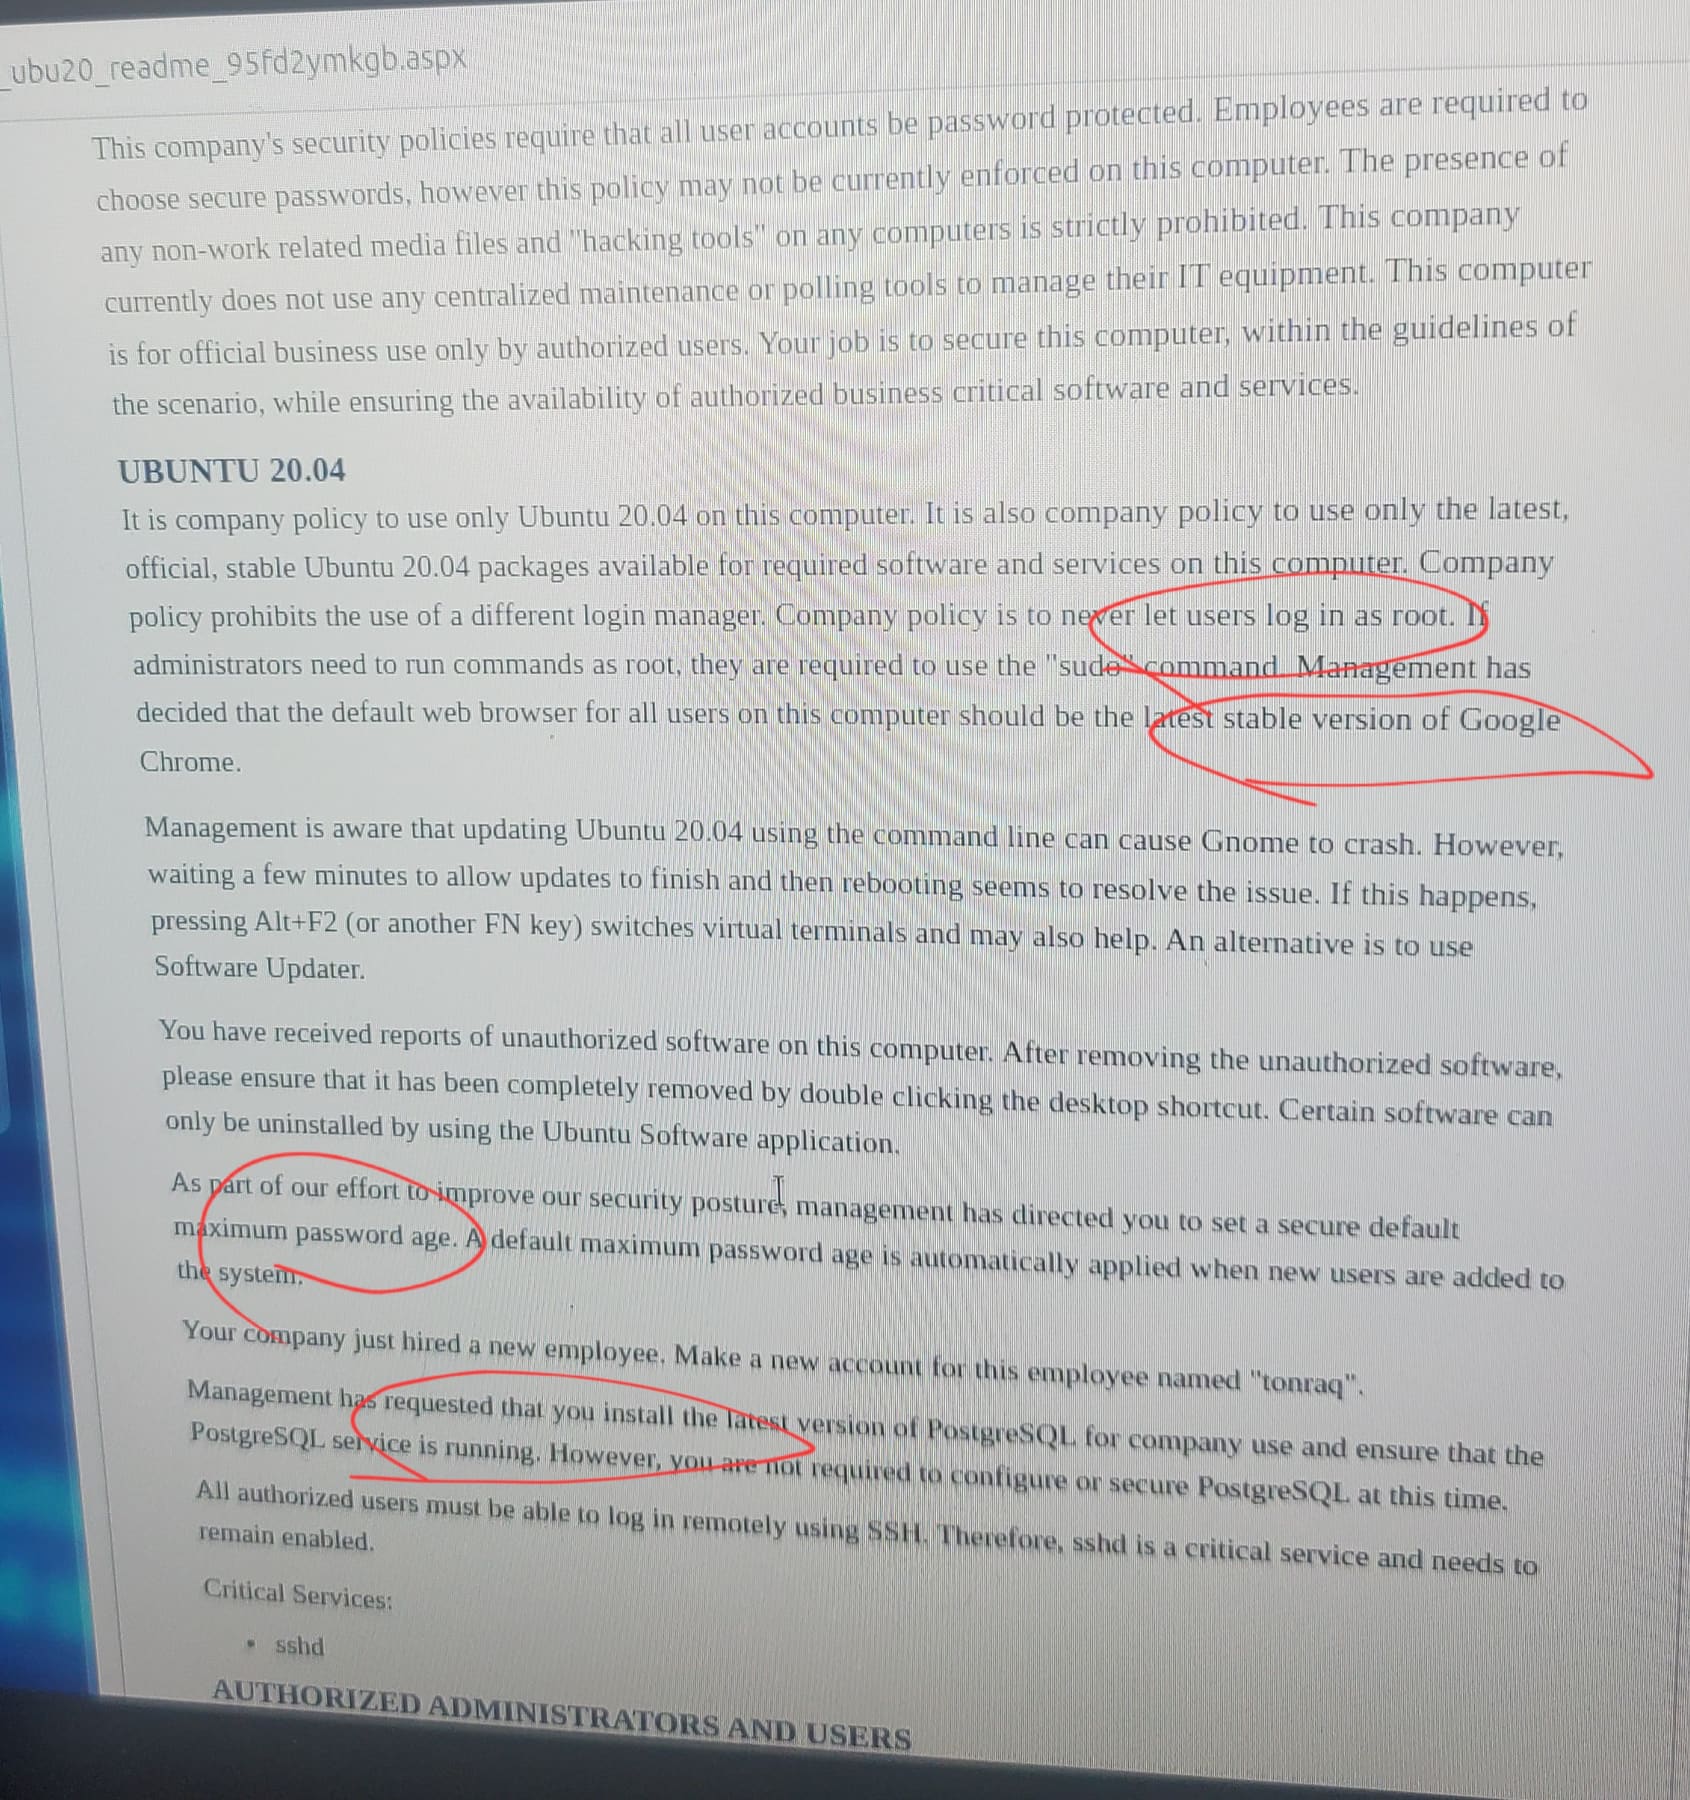 _ubu20_readme_95fd2ymkgb.aspx
This company's security policies require that all user accounts be password protected. Employees are required to
choose secure passwords, however this policy may not be currently enforced on this computer. The presence of
any non-work related media files and "hacking tools" on any computers is strictly prohibited. This company
currently does not use any centralized maintenance or polling tools to manage their IT equipment. This computer
is for official business use only by authorized users. Your job is to secure this computer, within the guidelines of
the scenario, while ensuring the availability of authorized business critical software and services.
UBUNTU 20.04
It is company policy to use only Ubuntu 20.04 on this computer. It is also company policy to use only the latest,
official, stable Ubuntu 20.04 packages available for required software and services on this computer. Company
policy prohibits the use of a different login manager. Company policy is to never let users log in as root. If
administrators need to run commands as root, they are required to use the "sudo" command. Management has
decided that the default web browser for all users on this computer should be the latest stable version of Google
Chrome.
Management is aware that updating Ubuntu 20.04 using the command line can cause Gnome to crash. However,
waiting a few minutes to allow updates to finish and then rebooting seems to resolve the issue. If this happens,
pressing Alt+F2 (or another FN key) switches virtual terminals and may also help. An alternative is to use
Software Updater.
You have received reports of unauthorized software on this computer. After removing the unauthorized software,
please ensure that it has been completely removed by double clicking the desktop shortcut. Certain software can
only be uninstalled by using the Ubuntu Software application.
As part of our effort to improve our security posture, management has directed you to set a secure default
maximum password age. A default maximum password age is automatically applied when new users are added to
the system.
Your company just hired a new employee. Make a new account for this employee named "tonraq".
Management has requested that you install the latest version of PostgreSQL for company use and ensure that the
PostgreSQL service is running. However, you are not required to configure or secure PostgreSQL at this time.
All authorized users must be able to log in remotely using SSH. Therefore, sshd is a critical service and needs to
remain enabled.
Critical Services:
• sshd
AUTHORIZED ADMINISTRATORS AND USERS